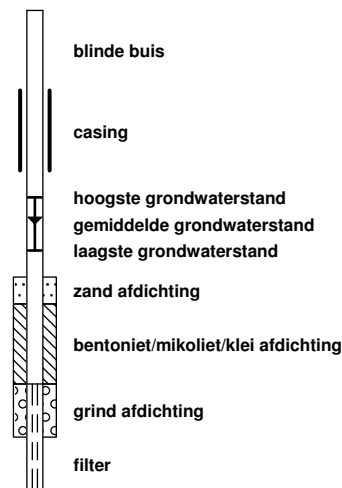 blinde buis
casing
hoogste grondwaterstand
gemiddelde grondwaterstand
laagste grondwaterstand
zand afdichting
bentoniet/mikoliet/klei afdichting
grind afdichting
filter